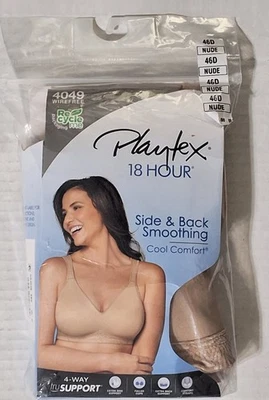 46D
NUDE
46D
NUDE
46D
NUDE
46D
NUDE
4049
WIREFREE
ReCycle
Playtex
18 HOUR®
Side & Back
Smoothing
Cool Comfort®
4-WAY
SUPPORT